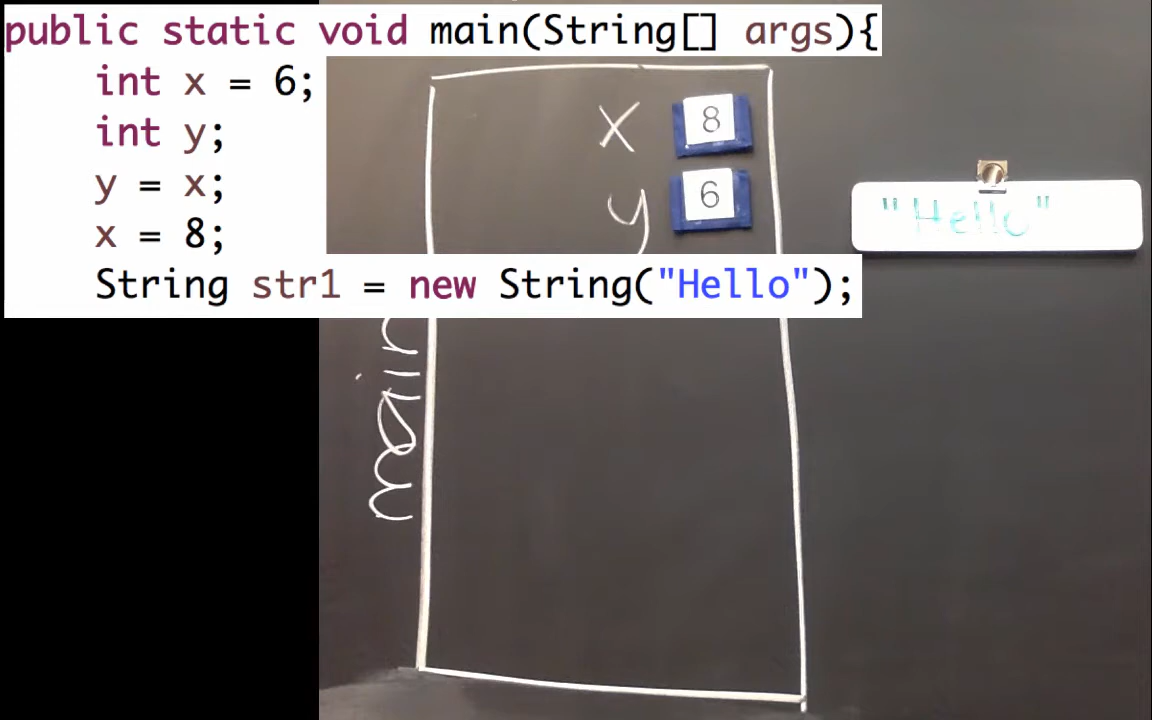 public static void main(String[] args){
int x = 6;
int y;
y = x;
x = 8;
String str1 = new String("Hello");
x 8
y 6
"Hello"
main